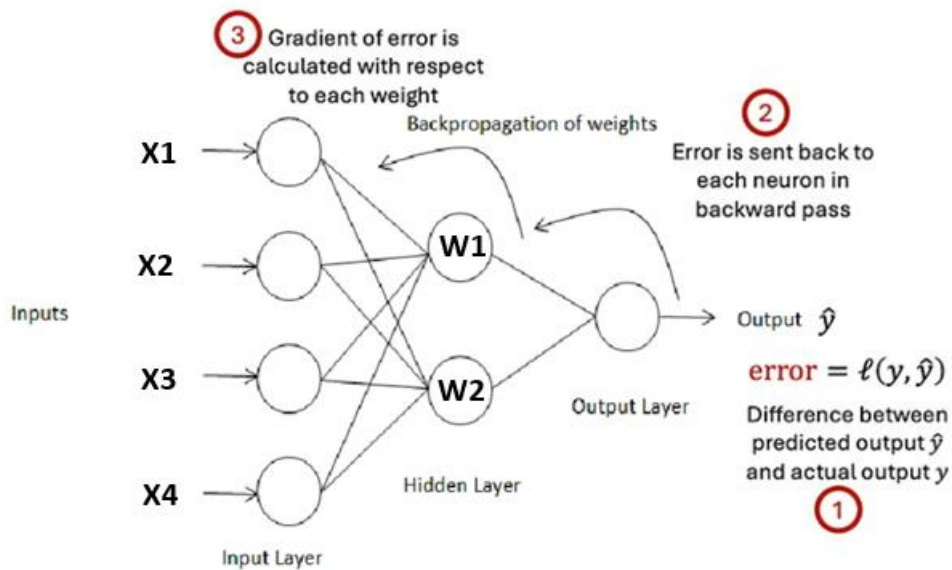 3 Gradient of error is
calculated with respect
to each weight
Backpropagation of weights
2
Error is sent back to
each neuron in
backward pass
X1
X2
X3
X4
Inputs
W1
W2
Output ŷ
error = ℓ(y, ŷ)
Difference between
predicted output ŷ
and actual output y
1
Output Layer
Hidden Layer
Input Layer